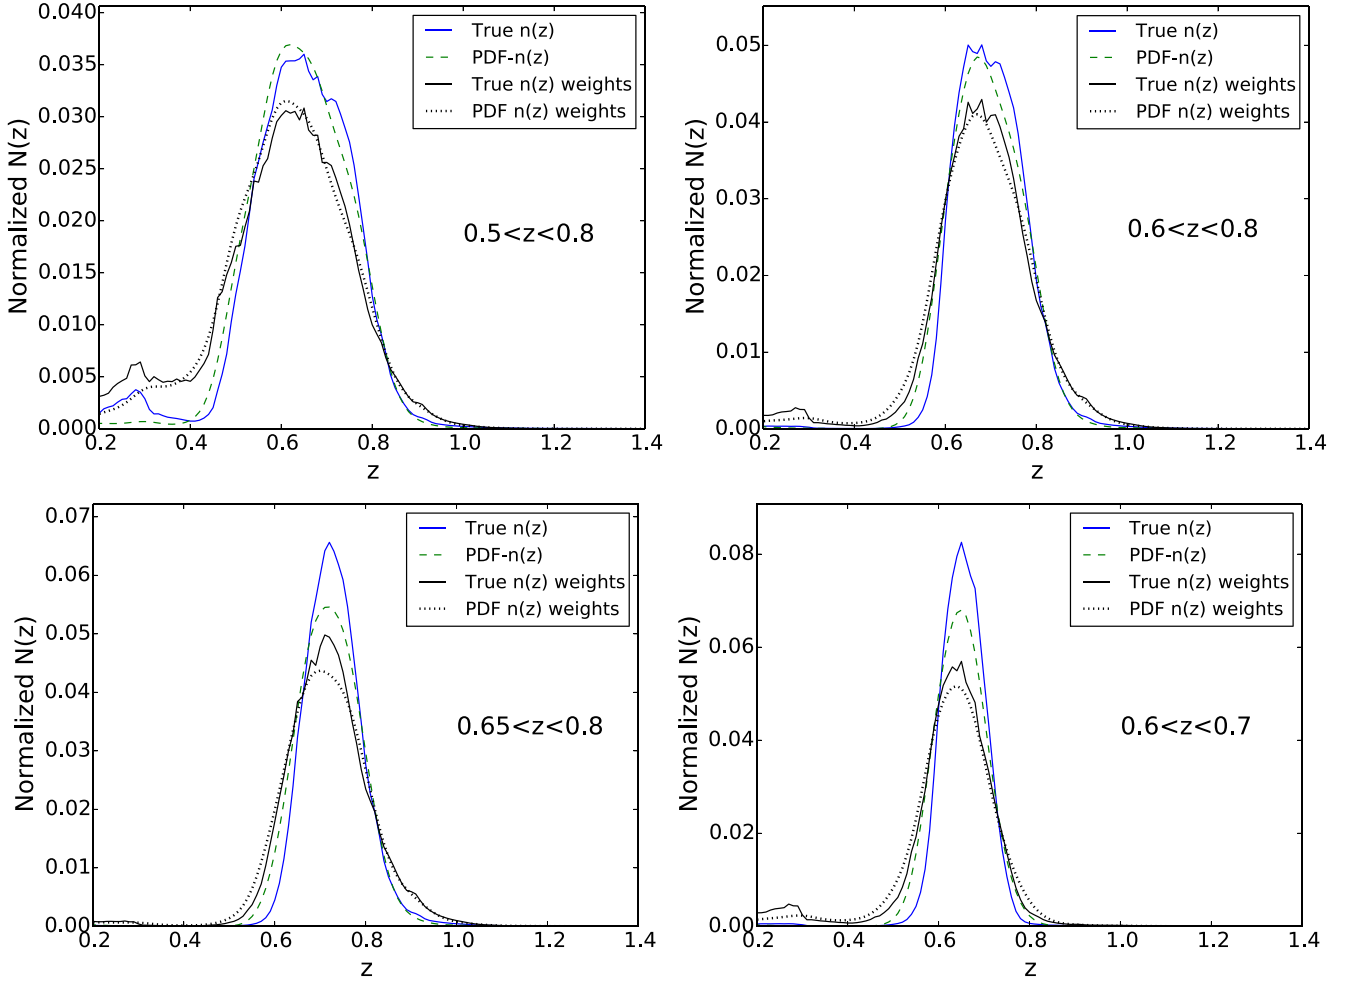 0.040
0.035
0.030
0.025
0.020
0.015
0.010
0.005
0.000
Normalized N(z)
True n(z)
PDF-n(z)
True n(z) weights
PDF n(z) weights
0.5<z<0.8
0.2 0.4 0.6 0.8 1.0 1.2 1.4
z
0.05
0.04
0.03
0.02
0.01
0.00
Normalized N(z)
True n(z)
PDF-n(z)
True n(z) weights
PDF n(z) weights
0.6<z<0.8
0.2 0.4 0.6 0.8 1.0 1.2 1.4
z
0.07
0.06
0.05
0.04
0.03
0.02
0.01
0.00
Normalized N(z)
True n(z)
PDF-n(z)
True n(z) weights
PDF n(z) weights
0.65<z<0.8
0.2 0.4 0.6 0.8 1.0 1.2 1.4
z
0.08
0.06
0.04
0.02
0.00
Normalized N(z)
True n(z)
PDF-n(z)
True n(z) weights
PDF n(z) weights
0.6<z<0.7
0.2 0.4 0.6 0.8 1.0 1.2 1.4
z